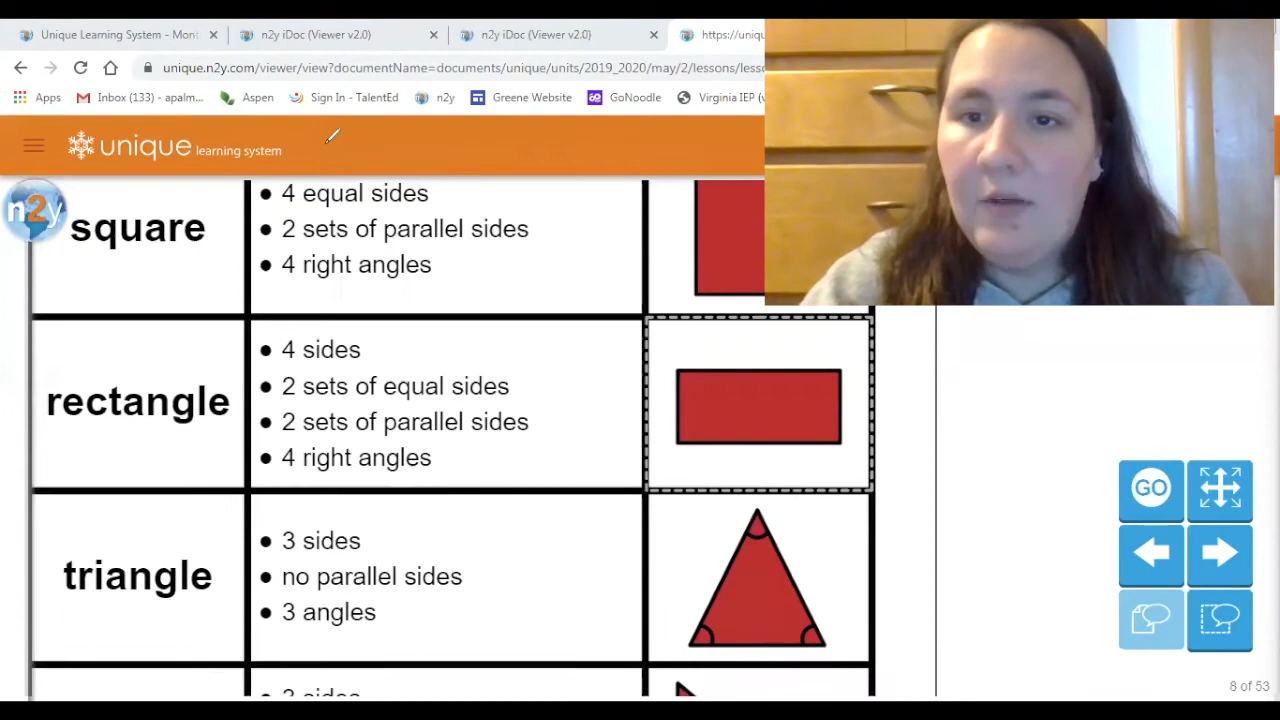 Unique Learning System - Mon
n2y iDoc (Viewer v2.0)
n2y iDoc (Viewer v2.0)
https://uniqu
unique.n2y.com/viewer/view?documentName=documents/unique/units/2019_2020/may/2/lessons/less
Apps
Inbox (133) - apalm...
Aspen
Sign In - TalentEd
n2y
Greene Website
GoNoodle
Virginia IEP (v
unique learning system
n2y
square
• 4 equal sides
• 2 sets of parallel sides
• 4 right angles
rectangle
• 4 sides
• 2 sets of equal sides
• 2 sets of parallel sides
• 4 right angles
triangle
• 3 sides
• no parallel sides
• 3 angles
• 3 sides
GO
8 of 53